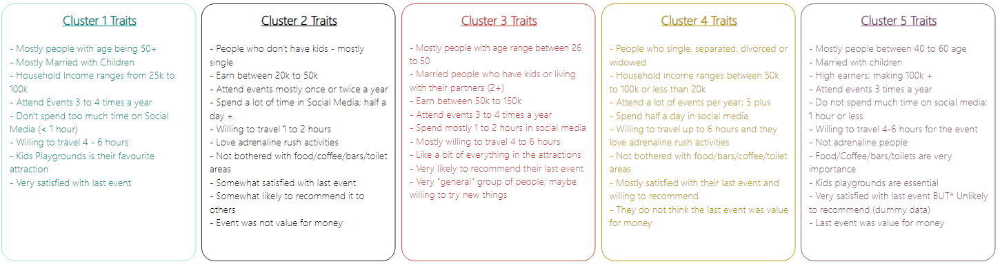 Cluster 1 Traits
- Mostly people with age being 50+
- Mostly Married with Children
- Household Income ranges from 25k to
100k
- Attend Events 3 to 4 times a year
- Don't spend too much time on Social
Media (< 1 hour)
- Willing to travel 4 - 6 hours
- Kids Playgrounds is their favourite
attraction
- Very satisfied with last event
Cluster 2 Traits
- People who don't have kids - mostly
single
- Earn between 20k to 50k
- Attend events mostly once or twice a year
- Spend a lot of time in Social Media; half a
day +
- Willing to travel 1 to 2 hours
- Love adrenaline rush activities
- Not bothered with food/coffee/bars/toilet
areas
- Somewhat satisfied with last event
- Somewhat likely to recommend it to
others
- Event was not value for money
Cluster 3 Traits
- Mostly people with age range between 26
to 50
- Married people who have kids or living
with their partners (2+)
- Earn between 50k to 150k
- Attend events 3 to 4 times a year
- Spend mostly 1 to 2 hours in social media
- Mostly willing to travel 4 to 6 hours
- Like a bit of everything in the attractions
- Very likely to recommend their last event
- Very "general" group of people; maybe
willing to try new things
Cluster 4 Traits
- People who single, separated, divorced or
widowed
- Household income ranges between 50k
to 100k or less than 20k
- Attend a lot of events per year; 5 plus
- Spend half a day in social media
- Willing to travel up to 6 hours and they
love adrenaline rush activities
- Not bothered with food/bars/coffee/toilet
areas
- Mostly satisfied with their last event and
willing to recommend
- They do not think the last event was value
for money
Cluster 5 Traits
- Mostly people between 40 to 60 age
- Married with children
- High earners; making 100k +
- Attend events 3 times a year
- Do not spend much time on social media;
1 hour or less
- Willing to travel 4-6 hours for the event
- Not adrenaline people
- Food/Coffee/bars/toilets are very
importance
- Kids playgrounds are essential
- Very satisfied with last event BUT* Unlikely
to recommend (dummy data)
- Last event was value for money